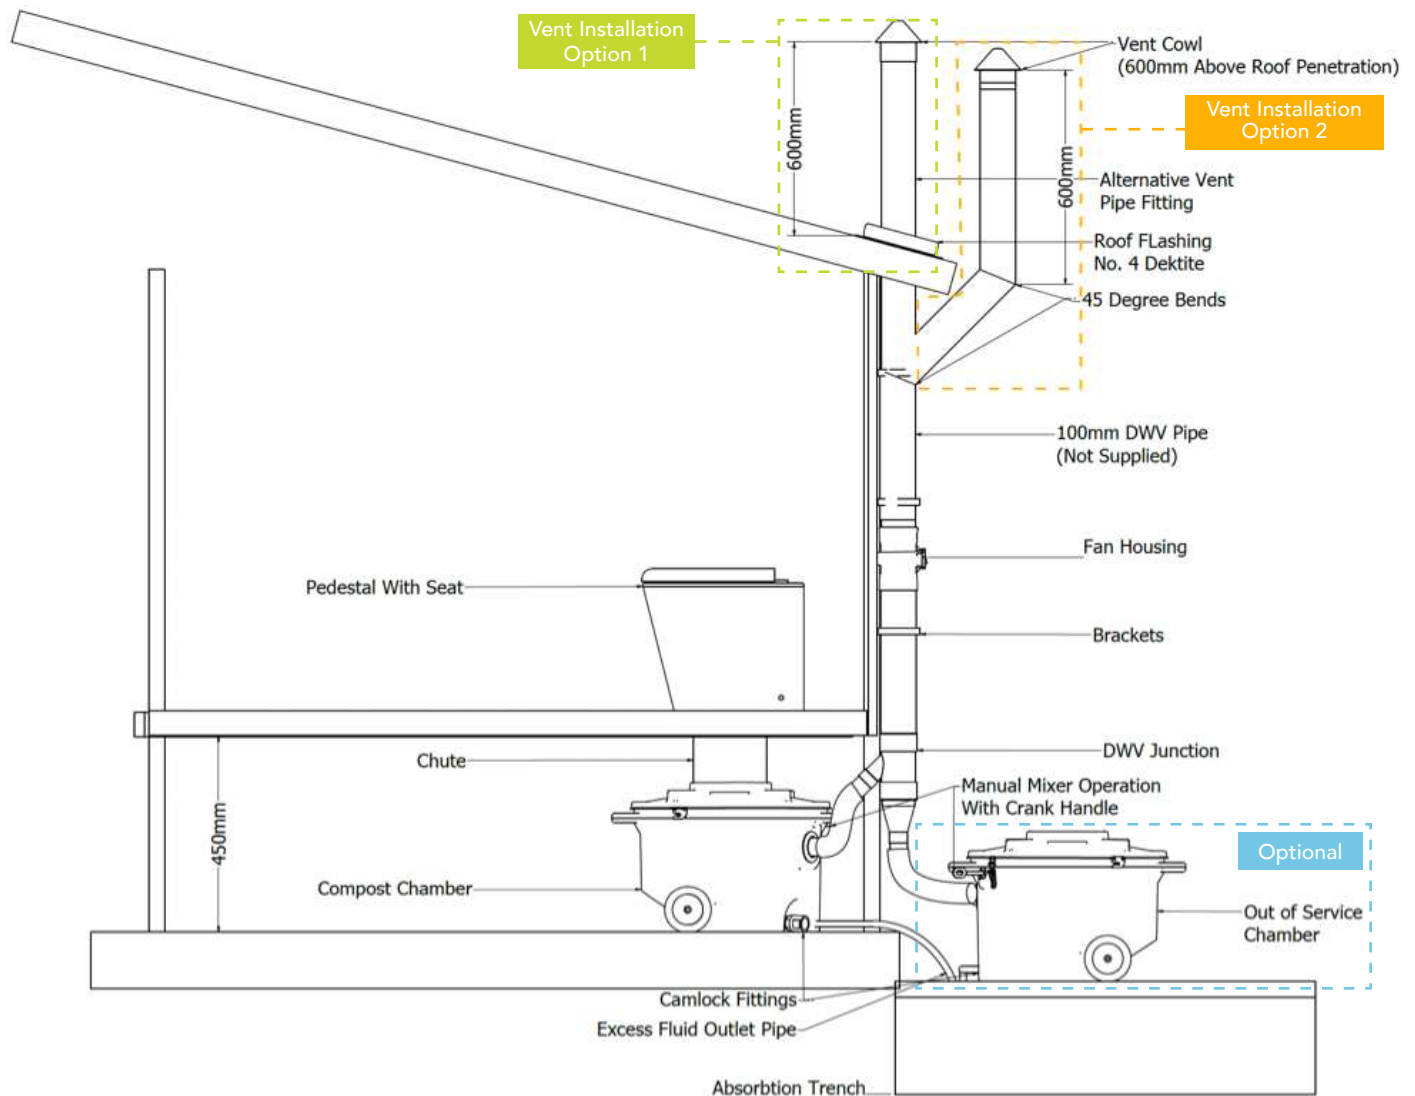 Vent Installation
Option 1
Vent Cowl
(600mm Above Roof Penetration)
Vent Installation
Option 2
600mm
600mm
Alternative Vent
Pipe Fitting
Roof FLashing
No. 4 Dektite
45 Degree Bends
100mm DWV Pipe
(Not Supplied)
Fan Housing
Pedestal With Seat
Brackets
DWV Junction
Chute
Manual Mixer Operation
With Crank Handle
450mm
Optional
Compost Chamber
Out of Service
Chamber
Camlock Fittings
Excess Fluid Outlet Pipe
Absorbtion Trench